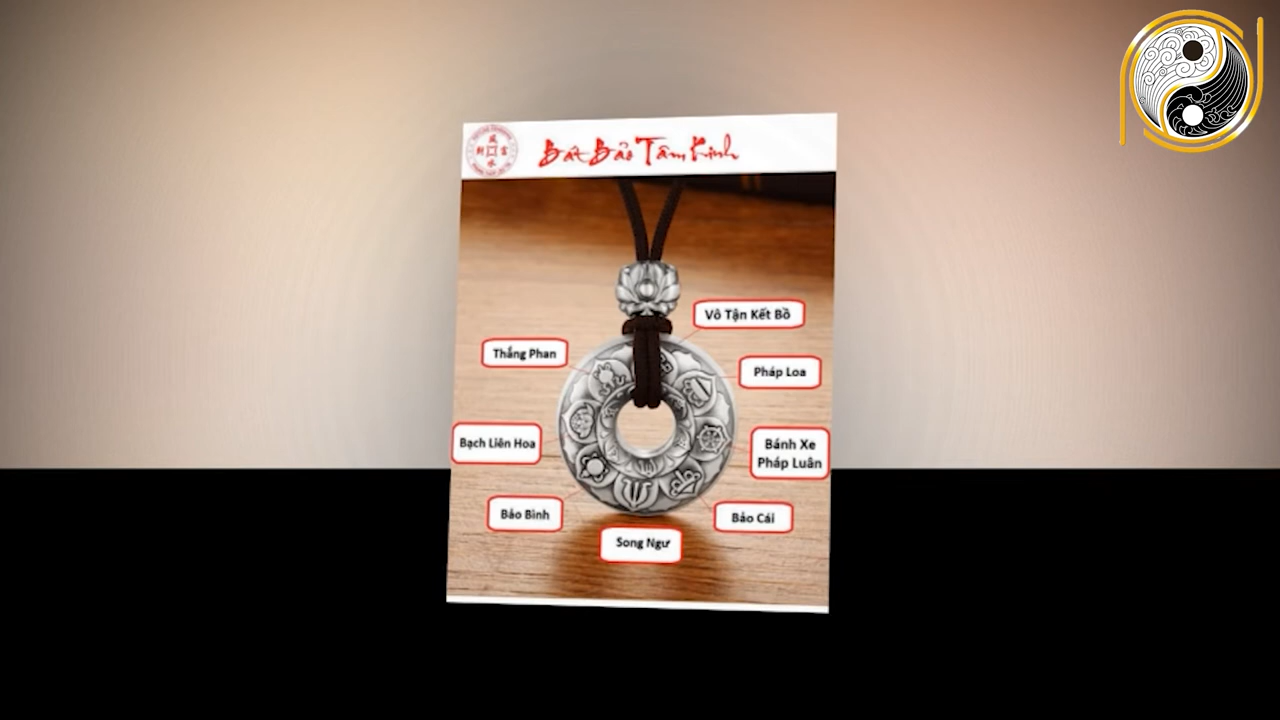 Bát Bảo Tâm Kinh
Vô Tận Kết Bồ
Thắng Phan
Pháp Loa
Bạch Liên Hoa
Bánh Xe
Pháp Luân
Bảo Bình
Bảo Cái
Song Ngư